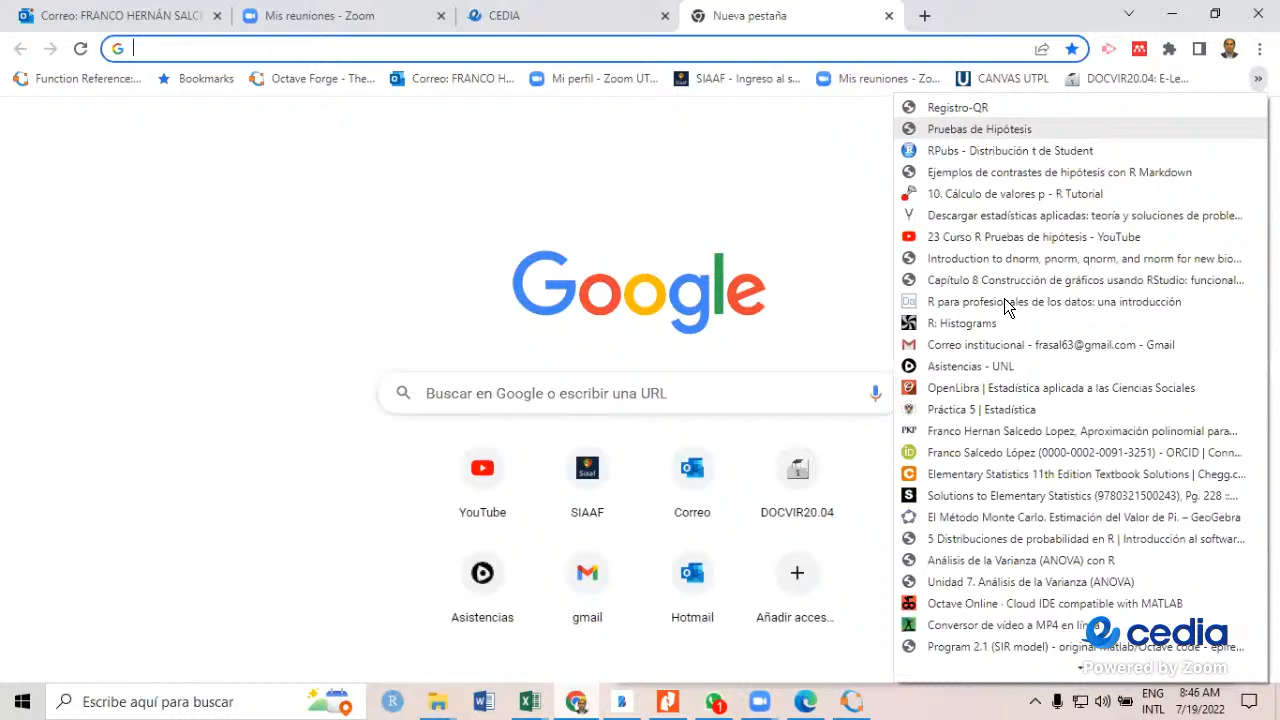 Correo: FRANCO HERNÁN SALC
Mis reuniones - Zoom
CEDIA
Nueva pestaña
Function Reference:...
Bookmarks
Octave Forge - The...
Correo: FRANCO H...
Mi perfil - Zoom UT...
SIAAF - Ingreso al s...
Mis reuniones - Zo...
CANVAS UTPL
DOCVIR20.04: E-Le...
Registro-QR
Pruebas de Hipótesis
RPubs - Distribución t de Student
Ejemplos de contrastes de hipótesis con R Markdown
10. Cálculo de valores p - R Tutorial
Descargar estadísticas aplicadas: teoría y soluciones de proble...
23 Curso R Pruebas de hipótesis - YouTube
Introduction to dnorm, pnorm, qnorm, and rnorm for new bio...
Capítulo 8 Construcción de gráficos usando RStudio: funcional...
R para profesionales de los datos: una introducción
R: Histograms
Correo institucional - frasal63@gmail.com - Gmail
Asistencias - UNL
OpenLibra | Estadística aplicada a las Ciencias Sociales
Práctica 5 | Estadística
PKP Franco Hernan Salcedo Lopez, Aproximación polinomial para...
Franco Salcedo López (0000-0002-0091-3251) - ORCID | Conn...
Elementary Statistics 11th Edition Textbook Solutions | Chegg.c...
Solutions to Elementary Statistics (9780321500243), Pg. 228 ::...
El Método Monte Carlo. Estimación del Valor de Pi. – GeoGebra
5 Distribuciones de probabilidad en R | Introducción al softwar...
Análisis de la Varianza (ANOVA) con R
Unidad 7. Análisis de la Varianza (ANOVA)
Octave Online · Cloud IDE compatible with MATLAB
Conversor de vídeo a MP4 en línea
Program 2.1 (SIR model) - original matlab/Octave code - epire...
Google
Buscar en Google o escribir una URL
YouTube
SIAAF
Correo
DOCVIR20.04
Asistencias
gmail
Hotmail
Añadir acces...
cedia
Powered by Zoom
Escribe aquí para buscar
ENG
INTL
8:46 AM
7/19/2022